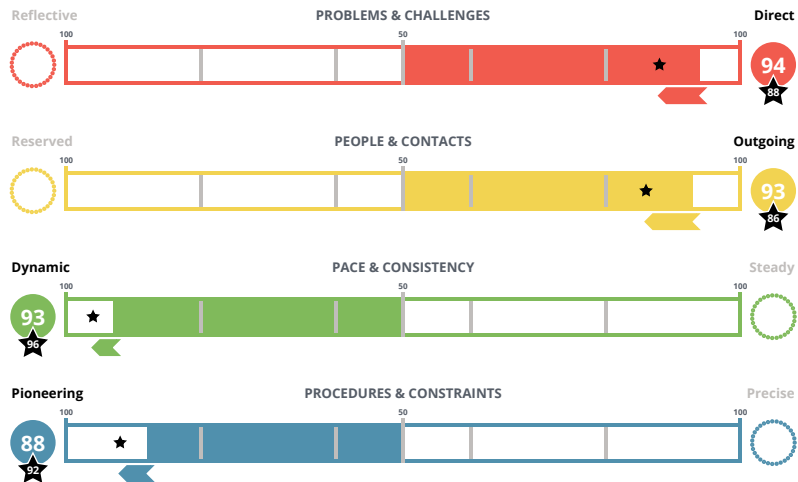 Reflective PROBLEMS & CHALLENGES Direct
100 50 100
94
88
Reserved PEOPLE & CONTACTS Outgoing
100 50 100
93
86
Dynamic PACE & CONSISTENCY Steady
100 50 100
93
96
Pioneering PROCEDURES & CONSTRAINTS Precise
100 50 100
88
92